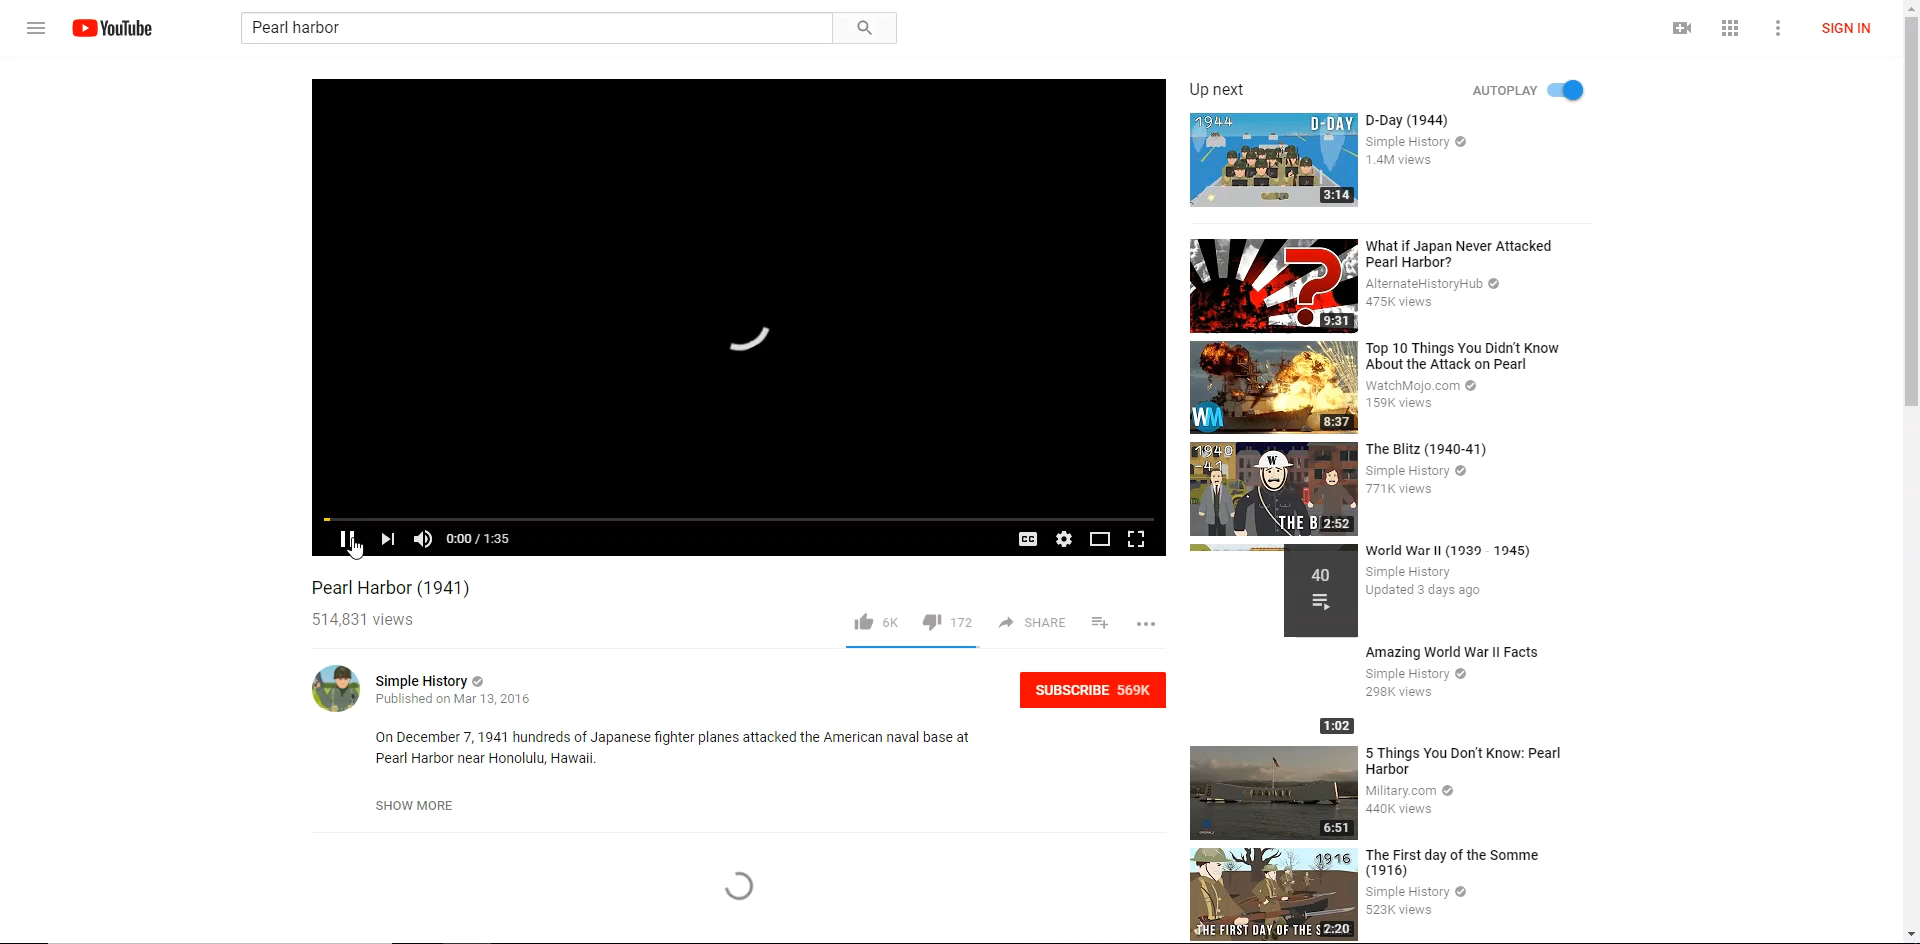 YouTube
Pearl harbor
SIGN IN
0:00 / 1:35
CC
Pearl Harbor (1941)
514,831 views
6K
172
SHARE
Simple History
Published on Mar 13, 2016
SUBSCRIBE 569K
On December 7, 1941 hundreds of Japanese fighter planes attacked the American naval base at
Pearl Harbor near Honolulu, Hawaii.
SHOW MORE
Up next
AUTOPLAY
1944
D-DAY
3:14
D-Day (1944)
Simple History
1.4M views
?
9:31
What if Japan Never Attacked
Pearl Harbor?
AlternateHistoryHub
475K views
WM
8:37
Top 10 Things You Didn't Know
About the Attack on Pearl
WatchMojo.com
159K views
1940
-41
W
THE B
2:52
The Blitz (1940-41)
Simple History
771K views
40
World War II (1939 - 1945)
Simple History
Updated 3 days ago
1:02
Amazing World War II Facts
Simple History
298K views
6:51
5 Things You Don't Know: Pearl
Harbor
Military.com
440K views
1916
THE FIRST DAY OF THE S
2:20
The First day of the Somme
(1916)
Simple History
523K views